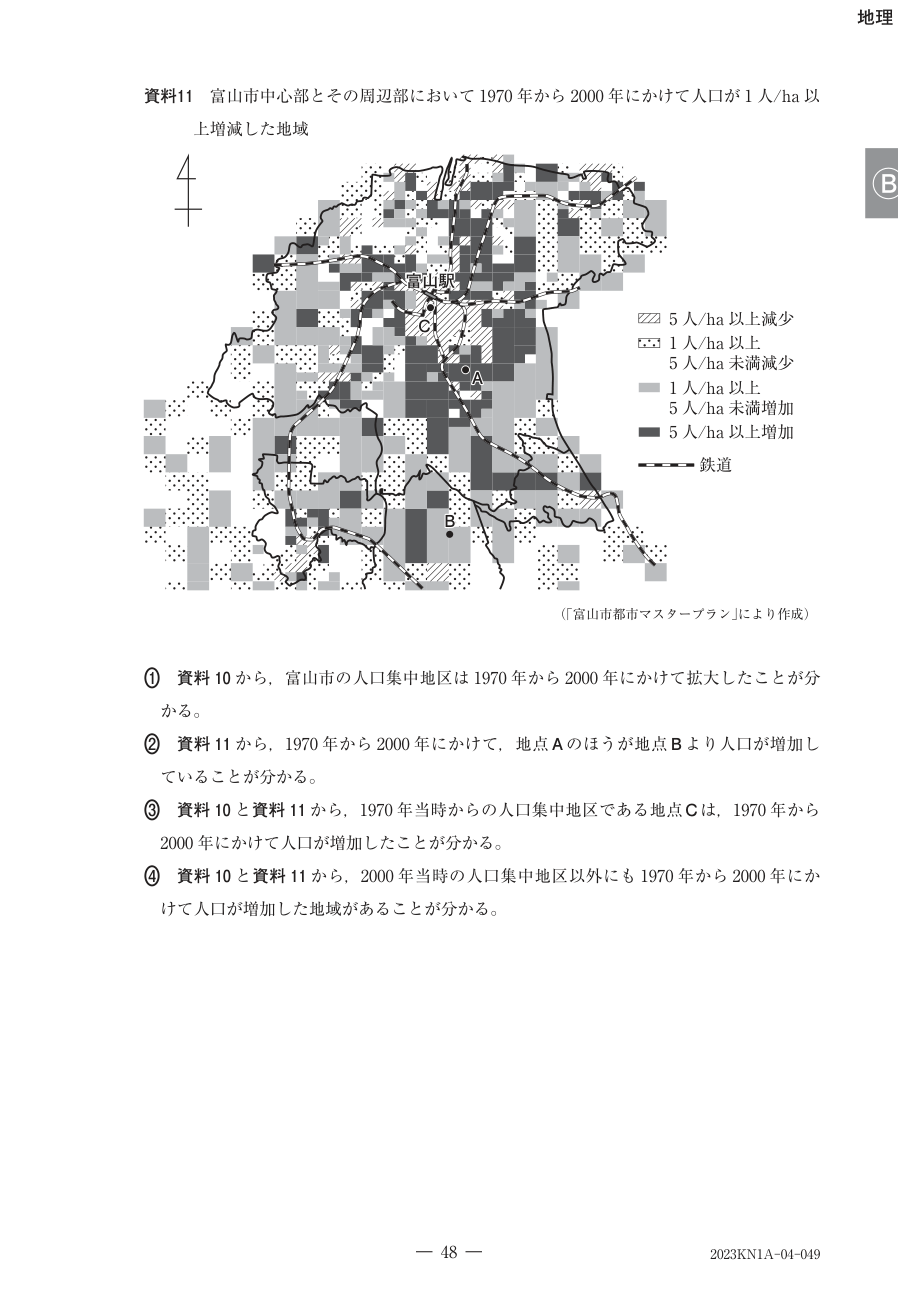 地理
資料11　富山市中心部とその周辺部において1970年から2000年にかけて人口が1人/ha以
上増減した地域
B
富山駅
C
A
B
5人/ha以上減少
1人/ha以上
5人/ha未満減少
1人/ha以上
5人/ha未満増加
5人/ha以上増加
鉄道
(「富山市都市マスタープラン」により作成)
① 資料10から，富山市の人口集中地区は1970年から2000年にかけて拡大したことが分
かる。
② 資料11から，1970年から2000年にかけて，地点Aのほうが地点Bより人口が増加し
ていることが分かる。
③ 資料10と資料11から，1970年当時からの人口集中地区である地点Cは，1970年から
2000年にかけて人口が増加したことが分かる。
④ 資料10と資料11から，2000年当時の人口集中地区以外にも1970年から2000年にか
けて人口が増加した地域があることが分かる。
— 48 —
2023KN1A-04-049